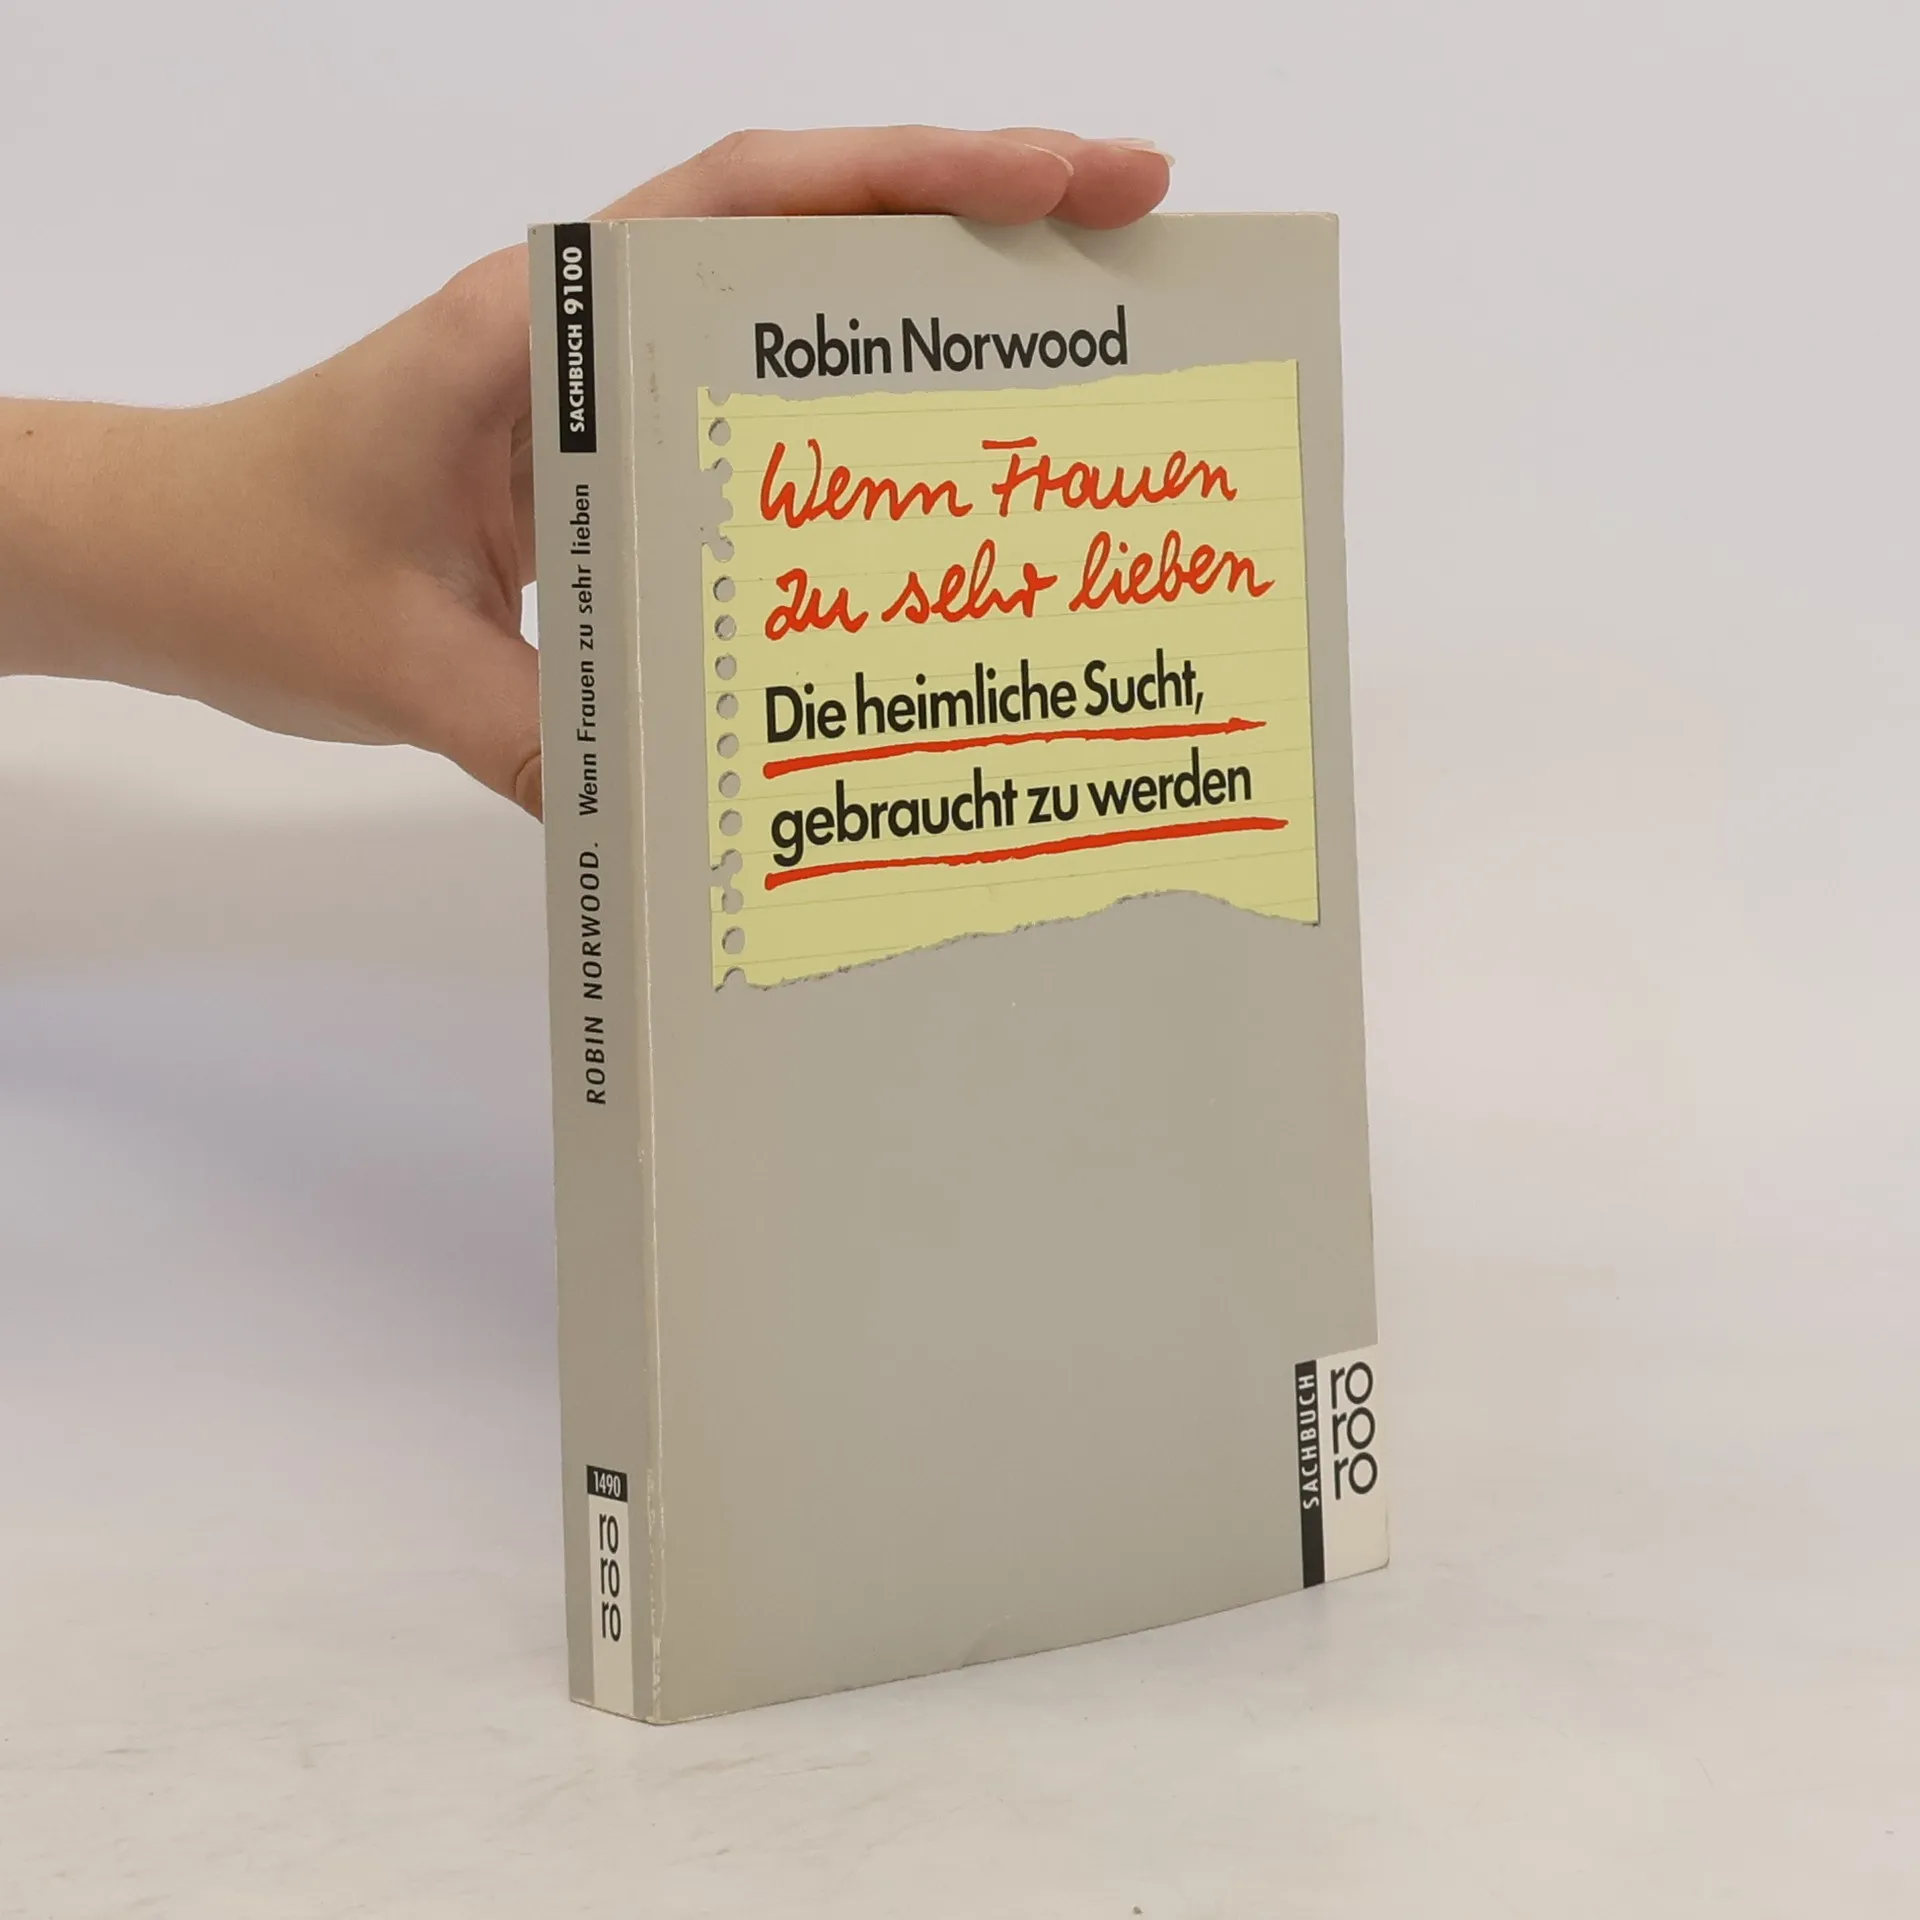 Robin Norwood
Wenn Frauen
zu sehr lieben
Die heimliche Sucht,
gebraucht zu werden
SACHBUCH
ro
ro
ro
SACHBUCH 9100
ROBIN NORWOOD. Wenn Frauen zu sehr lieben
1490
ro
ro
ro